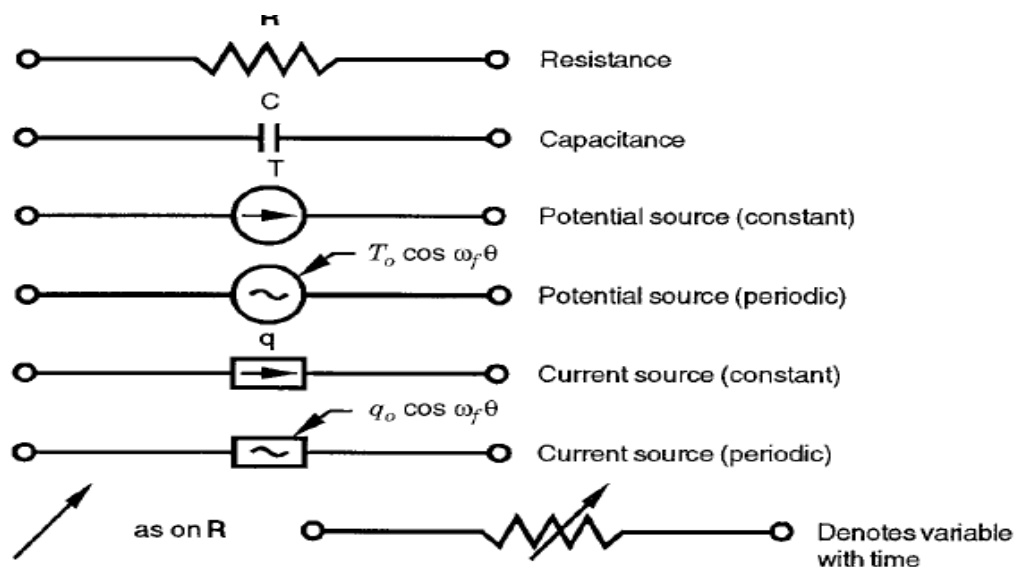 R
Resistance
C
Capacitance
T
Potential source (constant)
T_o cos ω_f θ
Potential source (periodic)
q
Current source (constant)
q_o cos ω_f θ
Current source (periodic)
as on R
Denotes variable
with time